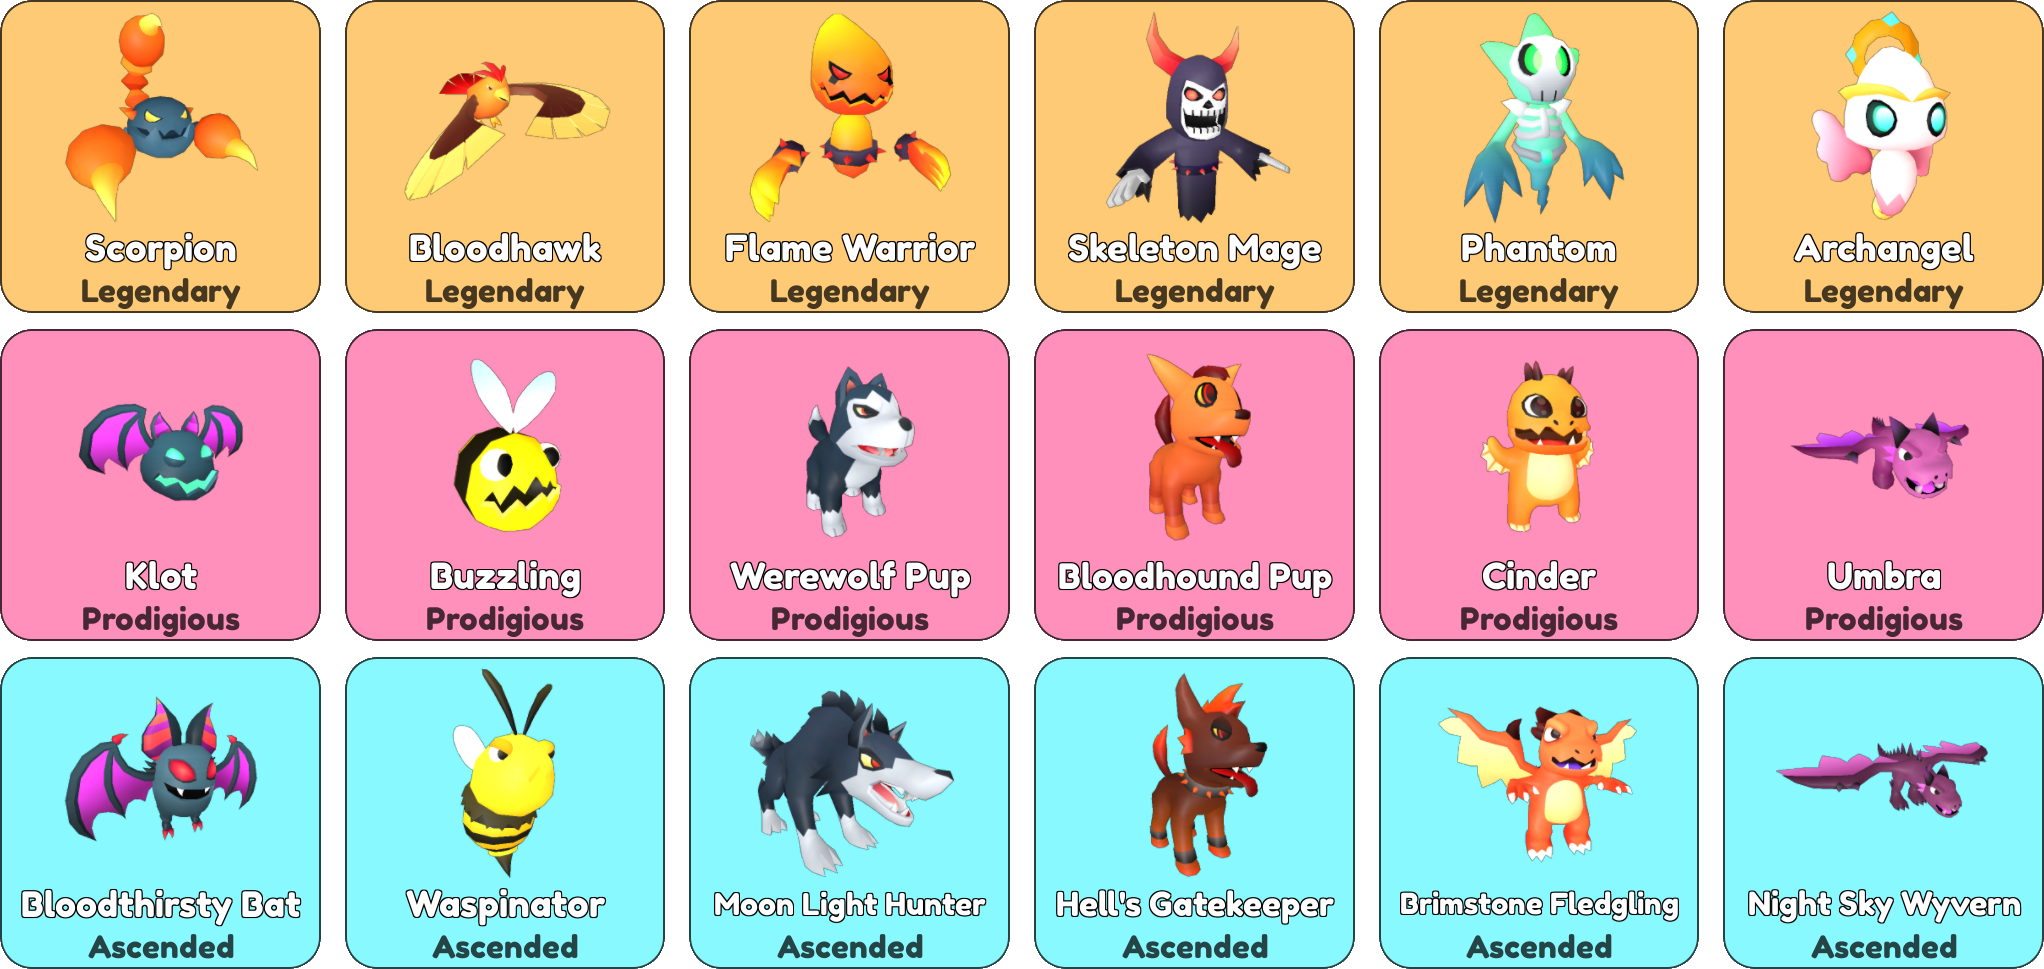 Scorpion
Legendary
Bloodhawk
Legendary
Flame Warrior
Legendary
Skeleton Mage
Legendary
Phantom
Legendary
Archangel
Legendary
Klot
Prodigious
Buzzling
Prodigious
Werewolf Pup
Prodigious
Bloodhound Pup
Prodigious
Cinder
Prodigious
Umbra
Prodigious
Bloodthirsty Bat
Ascended
Waspinator
Ascended
Moon Light Hunter
Ascended
Hell's Gatekeeper
Ascended
Brimstone Fledgling
Ascended
Night Sky Wyvern
Ascended